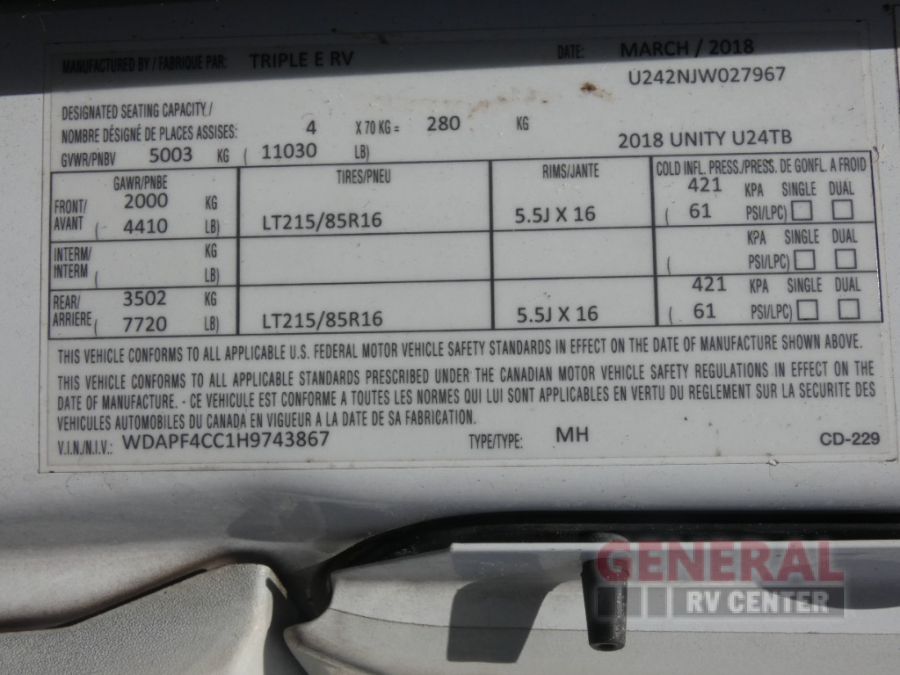 MANUFACTURED BY / FABRIQUE PAR: TRIPLE E RV DATE: MARCH / 2018
U242NJW027967
DESIGNATED SEATING CAPACITY /
NOMBRE DÉSIGNÉ DE PLACES ASSISES: 4 X 70 KG = 280 KG
2018 UNITY U24TB
GVWR/PNBV 5003 KG ( 11030 LB)
GAWR/PNBE TIRES/PNEU RIMS/JANTE COLD INFL. PRESS./PRESS. DE GONFL. A FROID
FRONT/ 2000 KG 421 KPA SINGLE DUAL
AVANT ( 4410 LB) LT215/85R16 5.5J X 16 ( 61 PSI/LPC)
INTERM/ KG KPA SINGLE DUAL
INTERM ( LB) ( PSI/LPC)
REAR/ 3502 KG 421 KPA SINGLE DUAL
ARRIERE ( 7720 LB) LT215/85R16 5.5J X 16 ( 61 PSI/LPC)
THIS VEHICLE CONFORMS TO ALL APPLICABLE U.S. FEDERAL MOTOR VEHICLE SAFETY STANDARDS IN EFFECT ON THE DATE OF MANUFACTURE SHOWN ABOVE.
THIS VEHICLE CONFORMS TO ALL APPLICABLE STANDARDS PRESCRIBED UNDER THE CANADIAN MOTOR VEHICLE SAFETY REGULATIONS IN EFFECT ON THE
DATE OF MANUFACTURE. - CE VEHICULE EST CONFORME A TOUTES LES NORMES QUI LUI SONT APPLICABLES EN VERTU DU REGLEMENT SUR LA SECURITE DES
VEHICULES AUTOMOBILES DU CANADA EN VIGUEUR A LA DATE DE SA FABRICATION.
V.I.N./N.I.V.: WDAPF4CC1H9743867 TYPE/TYPE: MH CD-229
GENERAL
RV CENTER